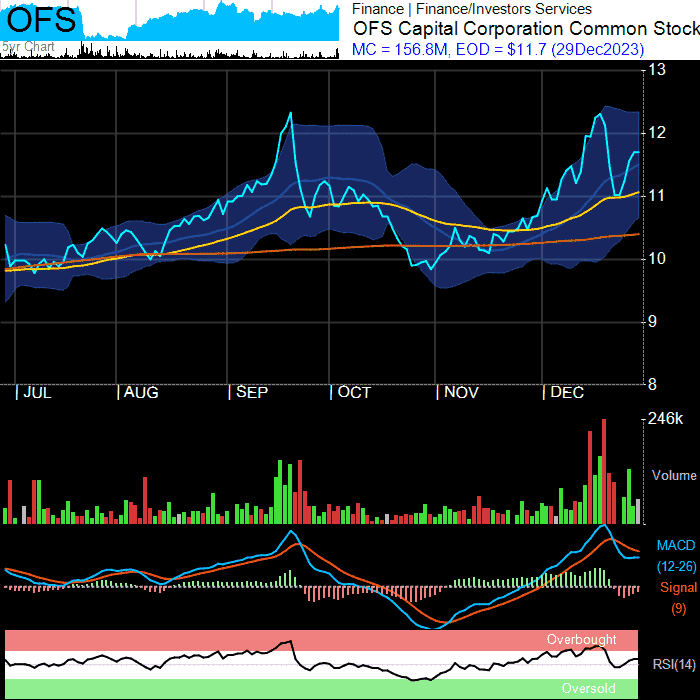 OFS
5yr Chart
Finance | Finance/Investors Services
OFS Capital Corporation Common Stock
MC = 156.8M, EOD = $11.7 (29Dec2023)
13
12
11
10
9
8
| JUL | AUG | SEP | OCT | NOV | DEC
246k
Volume
MACD
(12-26)
Signal
(9)
Overbought
RSI(14)
Oversold